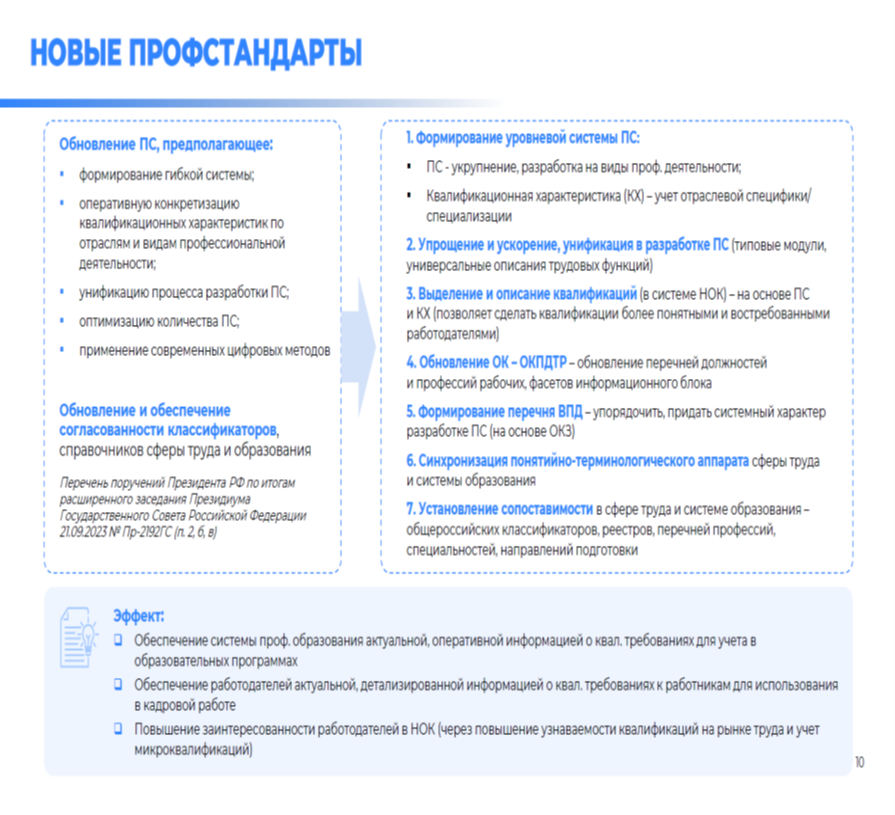 НОВЫЕ ПРОФСТАНДАРТЫ
Обновление ПС, предполагающее:
▪ формирование гибкой системы;
▪ оперативную конкретизацию
квалификационных характеристик по
отраслям и видам профессиональной
деятельности;
▪ унификацию процесса разработки ПС;
▪ оптимизацию количества ПС;
▪ применение современных цифровых методов
Обновление и обеспечение
согласованности классификаторов,
справочников сферы труда и образования
Перечень поручений Президента РФ по итогам
расширенного заседания Президиума
Государственного Совета Российской Федерации
21.09.2023 № Пр-2192ГС (п. 2, б, в)
1. Формирование уровневой системы ПС:
▪ ПС - укрупнение, разработка на виды проф. деятельности;
▪ Квалификационная характеристика (КХ) – учет отраслевой специфики/
специализации
2. Упрощение и ускорение, унификация в разработке ПС (типовые модули,
универсальные описания трудовых функций)
3. Выделение и описание квалификаций (в системе НОК) – на основе ПС
и КХ (позволяет сделать квалификации более понятными и востребованными
работодателями)
4. Обновление ОК – ОКПДТР – обновление перечней должностей
и профессий рабочих, фасетов информационного блока
5. Формирование перечня ВПД – упорядочить, придать системный характер
разработке ПС (на основе ОКЗ)
6. Синхронизация понятийно-терминологического аппарата сферы труда
и системы образования
7. Установление сопоставимости в сфере труда и системе образования –
общероссийских классификаторов, реестров, перечней профессий,
специальностей, направлений подготовки
Эффект:
❑ Обеспечение системы проф. образования актуальной, оперативной информацией о квал. требованиях для учета в
образовательных программах
❑ Обеспечение работодателей актуальной, детализированной информацией о квал. требованиях к работникам для использования
в кадровой работе
❑ Повышение заинтересованности работодателей в НОК (через повышение узнаваемости квалификаций на рынке труда и учет
микроквалификаций)
10